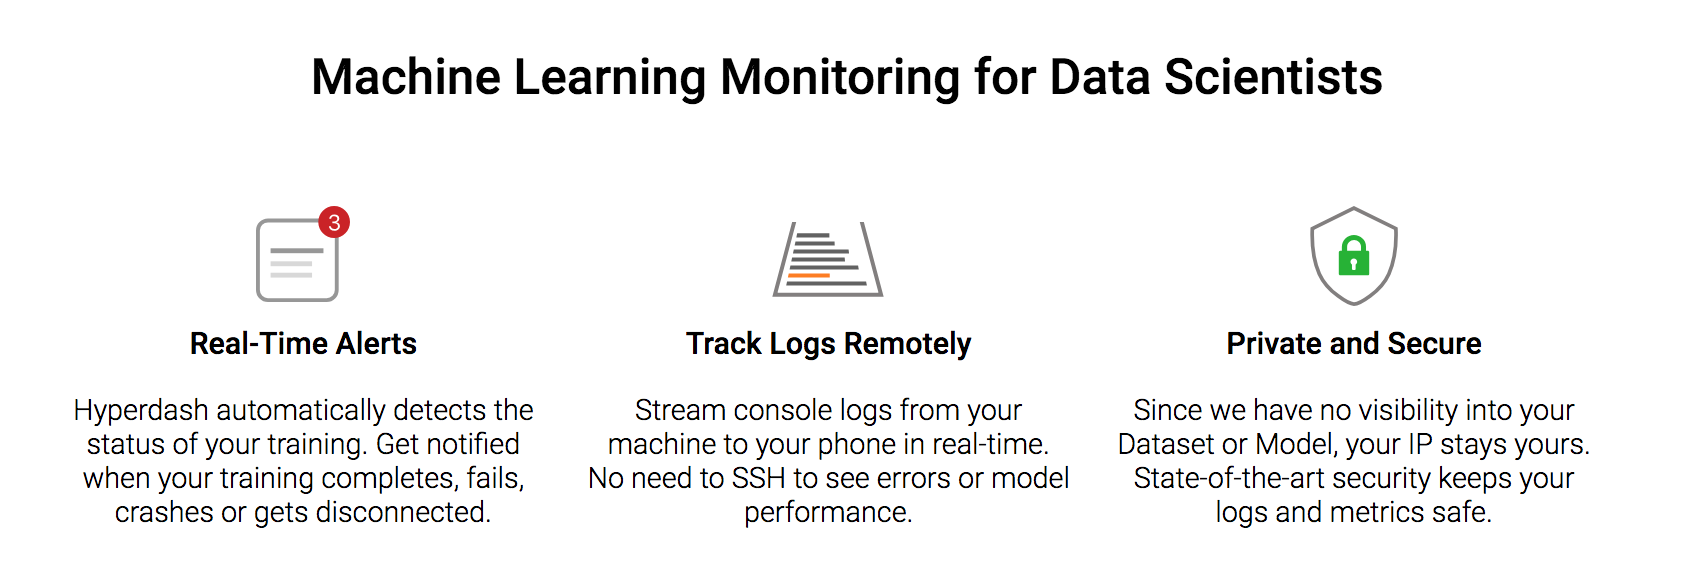 Machine Learning Monitoring for Data Scientists
3
Real-Time Alerts
Hyperdash automatically detects the
status of your training. Get notified
when your training completes, fails,
crashes or gets disconnected.
Track Logs Remotely
Stream console logs from your
machine to your phone in real-time.
No need to SSH to see errors or model
performance.
Private and Secure
Since we have no visibility into your
Dataset or Model, your IP stays yours.
State-of-the-art security keeps your
logs and metrics safe.